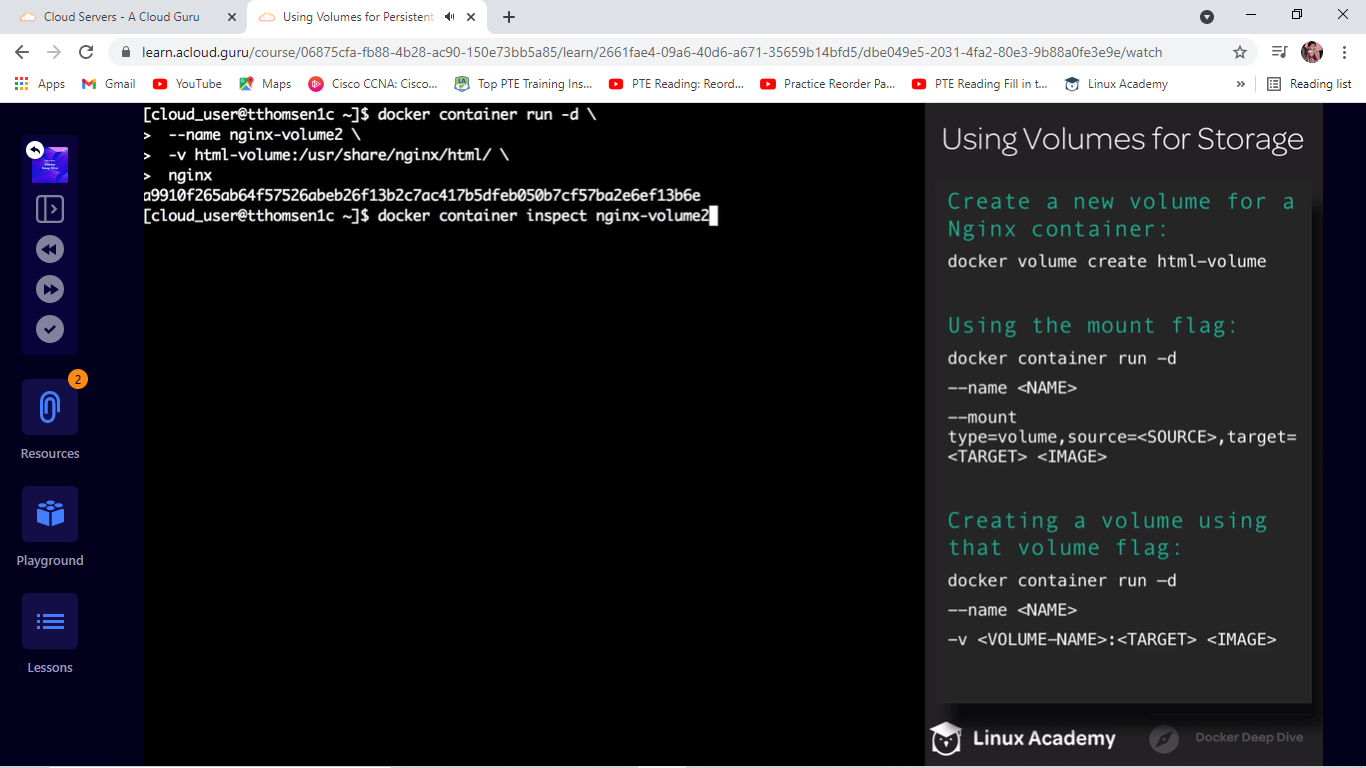 Cloud Servers - A Cloud Guru
Using Volumes for Persistent
learn.acloud.guru/course/06875cfa-fb88-4b28-ac90-150e73bb5a85/learn/2661fae4-09a6-40d6-a671-35659b14bfd5/dbe049e5-2031-4fa2-80e3-9b88a0fe3e9e/watch
Apps Gmail YouTube Maps Cisco CCNA: Cisco... Top PTE Training Ins... PTE Reading: Reord... Practice Reorder Pa... PTE Reading Fill in t... Linux Academy » Reading list
[cloud_user@tthomsen1c ~]$ docker container run -d \
> --name nginx-volume2 \
> -v html-volume:/usr/share/nginx/html/ \
> nginx
a9910f265ab64f57526abeb26f13b2c7ac417b5dfeb050b7cf57ba2e6ef13b6e
[cloud_user@tthomsen1c ~]$ docker container inspect nginx-volume2
2
Resources
Playground
Lessons
Using Volumes for Storage
Create a new volume for a
Nginx container:
docker volume create html-volume
Using the mount flag:
docker container run –d
--name <NAME>
--mount
type=volume,source=<SOURCE>,target=
<TARGET> <IMAGE>
Creating a volume using
that volume flag:
docker container run –d
--name <NAME>
-v <VOLUME-NAME>:<TARGET> <IMAGE>
Linux Academy
Docker Deep Dive